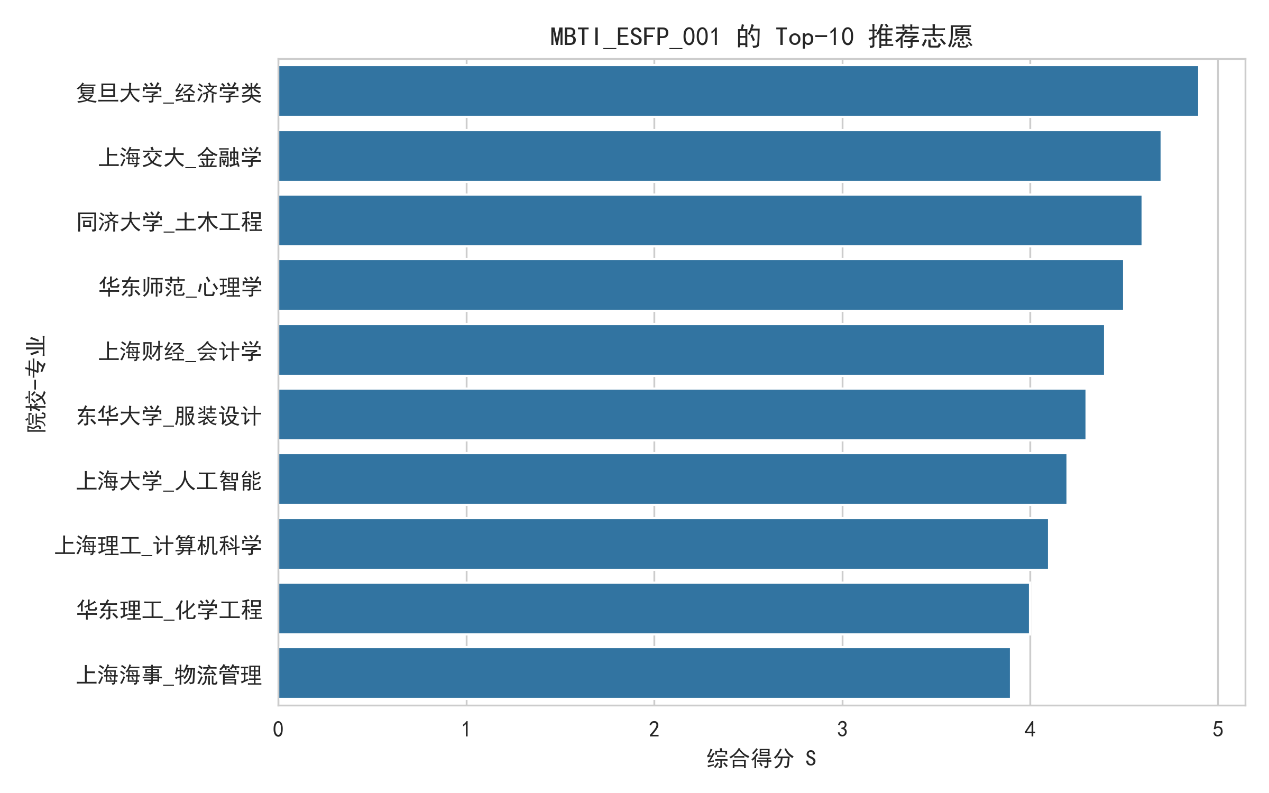 MBTI_ESFP_001 的 Top-10 推荐志愿
院校-专业
复旦大学_经济学类
上海交大_金融学
同济大学_土木工程
华东师范_心理学
上海财经_会计学
东华大学_服装设计
上海大学_人工智能
上海理工_计算机科学
华东理工_化学工程
上海海事_物流管理
0 1 2 3 4 5
综合得分 S